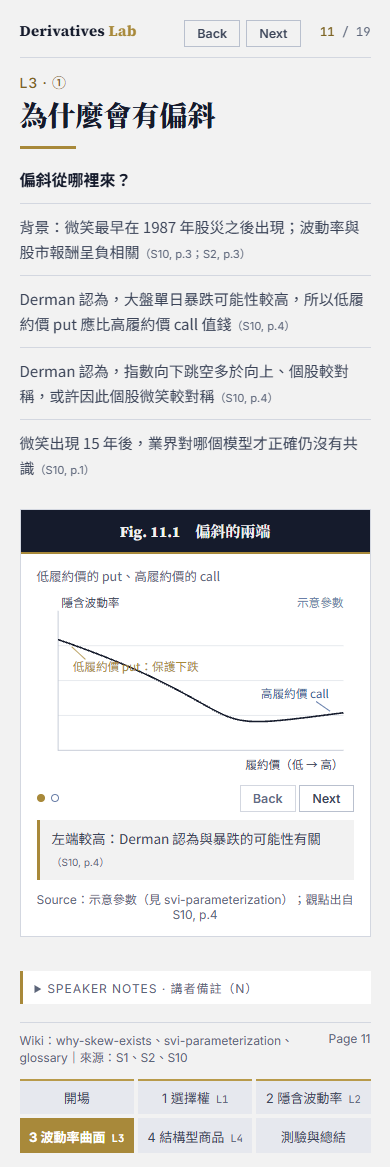 Derivatives Lab
Back
Next
11 / 19
L3 · ①
為什麼會有偏斜
偏斜從哪裡來？
背景：微笑最早在 1987 年股災之後出現；波動率與
股市報酬呈負相關（S10, p.3；S2, p.3）
Derman 認為，大盤單日暴跌可能性較高，所以低履
約價 put 應比高履約價 call 值錢（S10, p.4）
Derman 認為，指數向下跳空多於向上、個股較對
稱，或許因此個股微笑較對稱（S10, p.4）
微笑出現 15 年後，業界對哪個模型才正確仍沒有共
識（S10, p.1）
Fig. 11.1　偏斜的兩端
低履約價的 put、高履約價的 call
隱含波動率
示意參數
低履約價 put：保護下跌
高履約價 call
履約價（低 → 高）
Back
Next
左端較高：Derman 認為與暴跌的可能性有關
（S10, p.4）
Source：示意參數（見 svi-parameterization）；觀點出自
S10, p.4
▶ SPEAKER NOTES · 講者備註（N）
Wiki：why-skew-exists、svi-parameterization、
glossary｜來源：S1、S2、S10
Page 11
開場
1 選擇權 L1
2 隱含波動率 L2
3 波動率曲面 L3
4 結構型商品 L4
測驗與總結